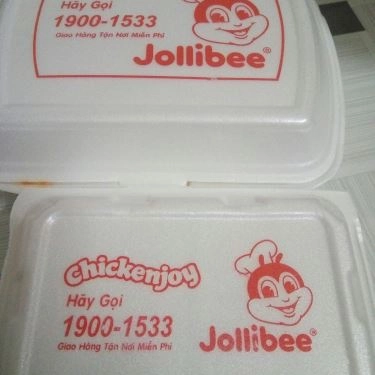 Hãy Gọi
1900-1533
Giao Hàng Tận Nơi Miễn Phí
Jollibee®
chickenjoy
Hãy Gọi
1900-1533
Giao Hàng Tận Nơi Miễn Phí
Jollibee®